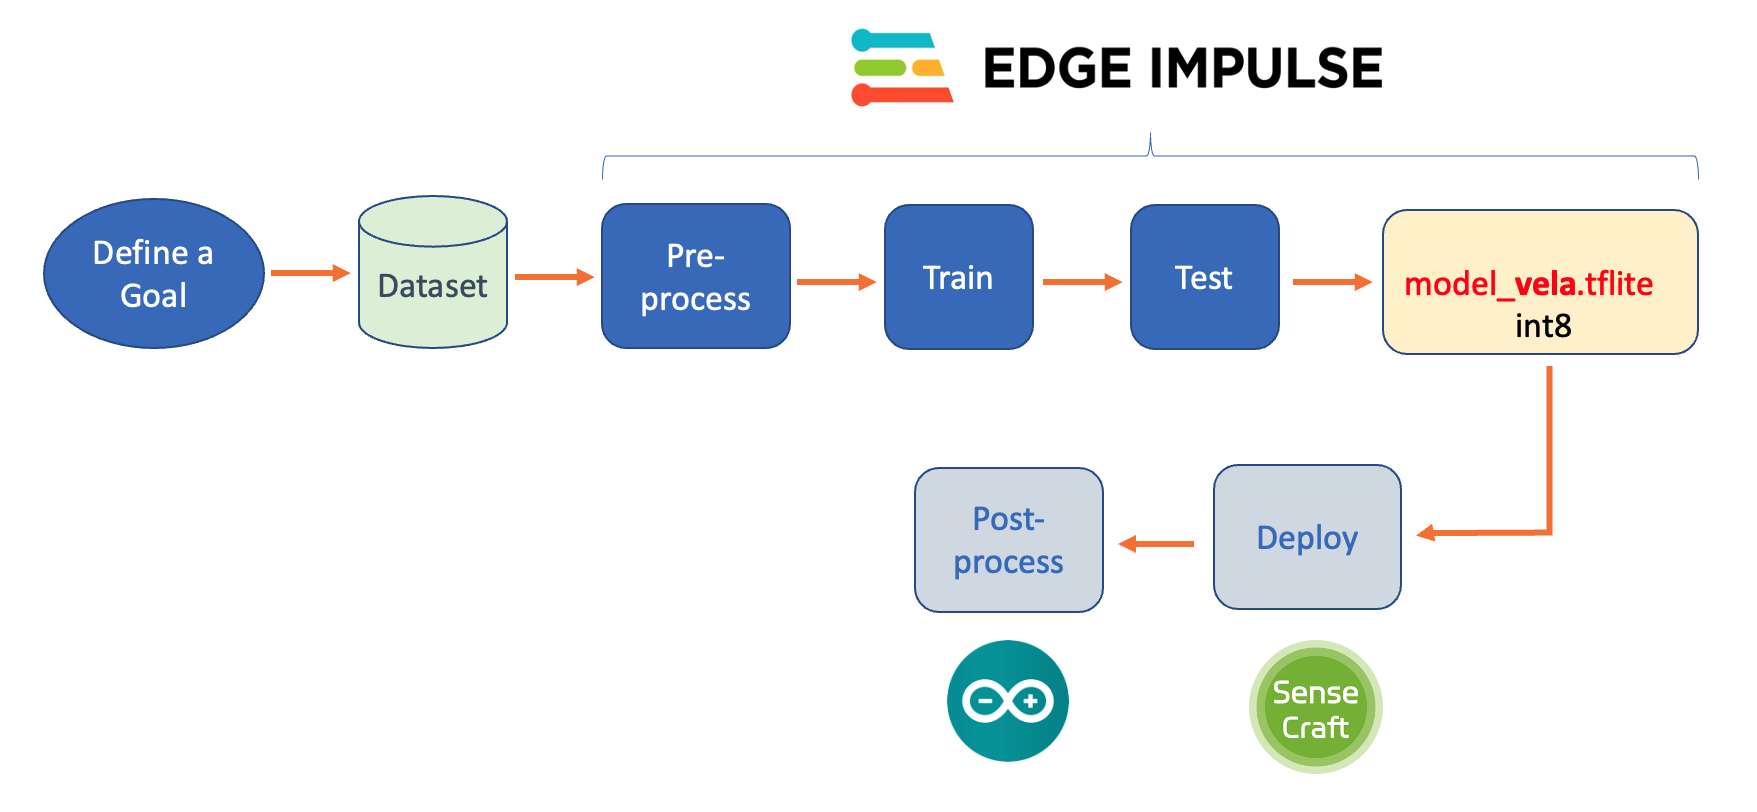 EDGE IMPULSE
Define a
Goal
Dataset
Pre-
process
Train
Test
model_vela.tflite
int8
Post-
process
Deploy
Sense
Craft